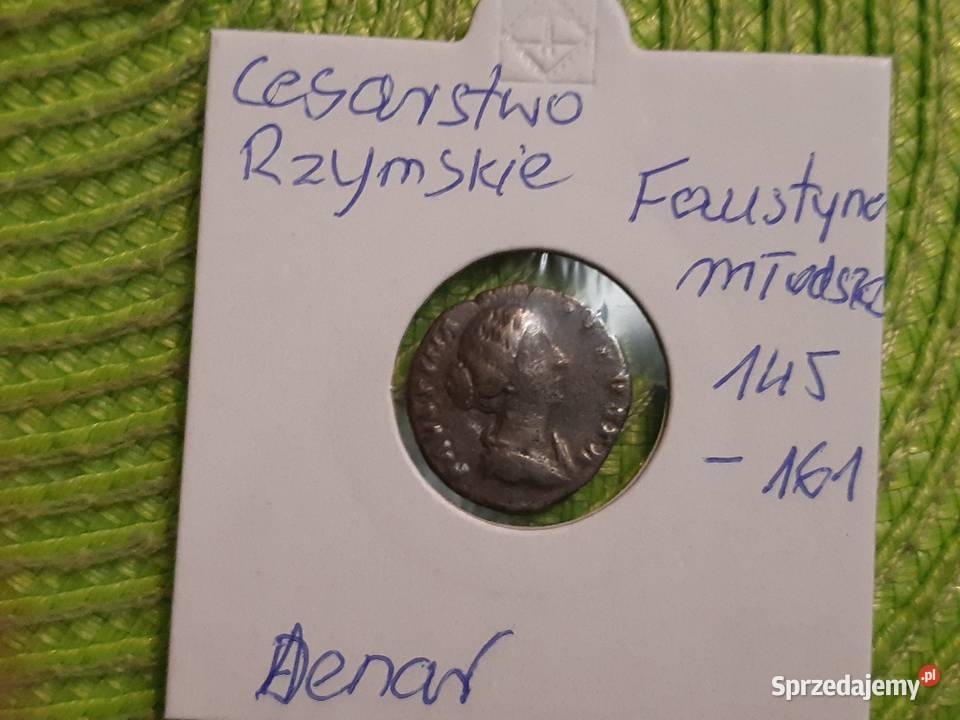 Cesarstwo
Rzymskie
Faustyna
młodsza
145
- 161
Denar
Sprzedajemy.pl